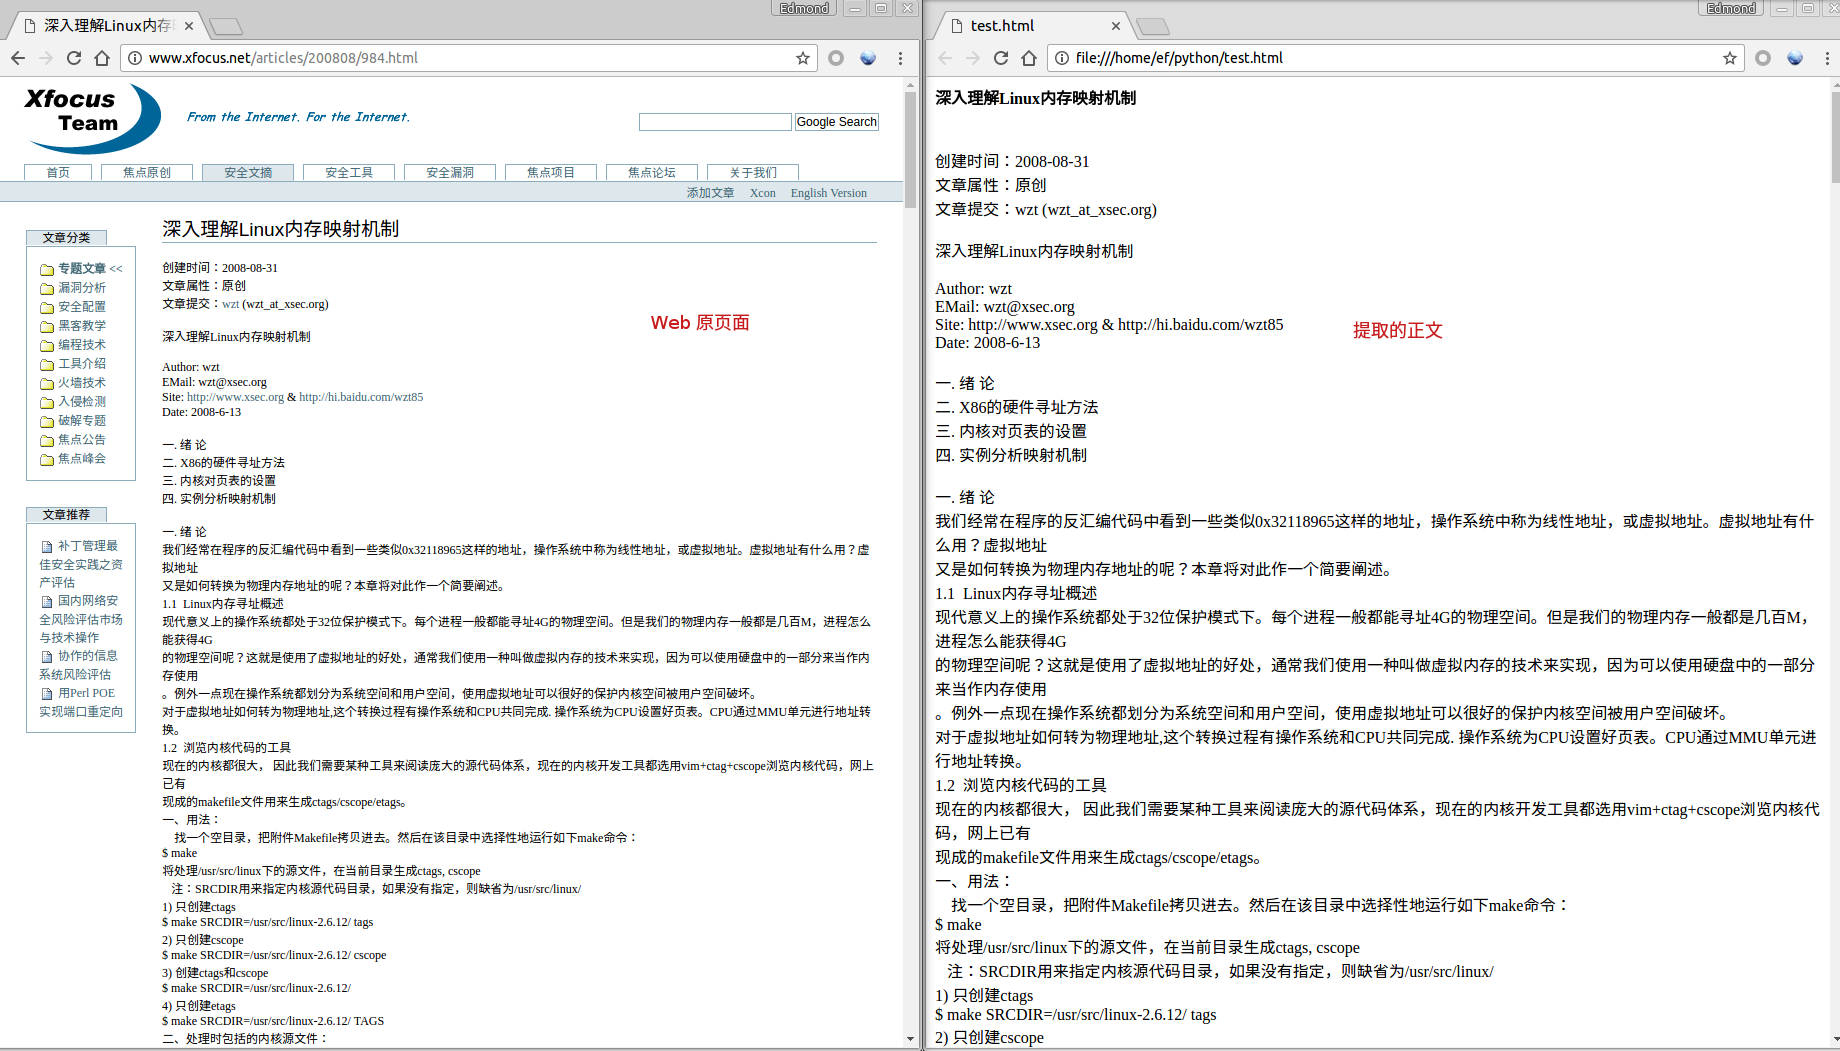 Edmond
深入理解Linux内存
www.xfocus.net/articles/200808/984.html
Xfocus
Team
From the Internet. For the Internet.
Google Search
首页
焦点原创
安全文摘
安全工具
安全漏洞
焦点项目
焦点论坛
关于我们
添加文章
Xcon
English Version
文章分类
专题文章 <<
漏洞分析
安全配置
黑客教学
编程技术
工具介绍
火墙技术
入侵检测
破解专题
焦点公告
焦点峰会
文章推荐
补丁管理最
佳安全实践之资
产评估
国内网络安
全风险评估市场
与技术操作
协作的信息
系统风险评估
用Perl POE
实现端口重定向
深入理解Linux内存映射机制
创建时间：2008-08-31
文章属性：原创
文章提交：wzt (wzt_at_xsec.org)
深入理解Linux内存映射机制
Author: wzt
EMail: wzt@xsec.org
Site: http://www.xsec.org & http://hi.baidu.com/wzt85
Date: 2008-6-13
Web 原页面
一. 绪 论
二. X86的硬件寻址方法
三. 内核对页表的设置
四. 实例分析映射机制
一. 绪 论
我们经常在程序的反汇编代码中看到一些类似0x32118965这样的地址，操作系统中称为线性地址，或虚拟地址。虚拟地址有什么用？虚
拟地址
又是如何转换为物理内存地址的呢？本章将对此作一个简要阐述。
1.1  Linux内存寻址概述
现代意义上的操作系统都处于32位保护模式下。每个进程一般都能寻址4G的物理空间。但是我们的物理内存一般都是几百M，进程怎么
能获得4G
的物理空间呢？这就是使用了虚拟地址的好处，通常我们使用一种叫做虚拟内存的技术来实现，因为可以使用硬盘中的一部分来当作内
存使用
。例外一点现在操作系统都划分为系统空间和用户空间，使用虚拟地址可以很好的保护内核空间被用户空间破坏。
对于虚拟地址如何转为物理地址,这个转换过程有操作系统和CPU共同完成. 操作系统为CPU设置好页表。CPU通过MMU单元进行地址转
换。
1.2  浏览内核代码的工具
现在的内核都很大， 因此我们需要某种工具来阅读庞大的源代码体系，现在的内核开发工具都选用vim+ctag+cscope浏览内核代码，网上
已有
现成的makefile文件用来生成ctags/cscope/etags。
一、用法：
找一个空目录，把附件Makefile拷贝进去。然后在该目录中选择性地运行如下make命令：
$ make
将处理/usr/src/linux下的源文件，在当前目录生成ctags, cscope
注：SRCDIR用来指定内核源代码目录，如果没有指定，则缺省为/usr/src/linux/
1) 只创建ctags
$ make SRCDIR=/usr/src/linux-2.6.12/ tags
2) 只创建cscope
$ make SRCDIR=/usr/src/linux-2.6.12/ cscope
3) 创建ctags和cscope
$ make SRCDIR=/usr/src/linux-2.6.12/
4) 只创建etags
$ make SRCDIR=/usr/src/linux-2.6.12/ TAGS
二、处理时包括的内核源文件：
Edmond
test.html
file:///home/ef/python/test.html
深入理解Linux内存映射机制
创建时间：2008-08-31
文章属性：原创
文章提交：wzt (wzt_at_xsec.org)
深入理解Linux内存映射机制
Author: wzt
EMail: wzt@xsec.org
Site: http://www.xsec.org & http://hi.baidu.com/wzt85
Date: 2008-6-13
提取的正文
一. 绪 论
二. X86的硬件寻址方法
三. 内核对页表的设置
四. 实例分析映射机制
一. 绪 论
我们经常在程序的反汇编代码中看到一些类似0x32118965这样的地址，操作系统中称为线性地址，或虚拟地址。虚拟地址有什
么用？虚拟地址
又是如何转换为物理内存地址的呢？本章将对此作一个简要阐述。
1.1  Linux内存寻址概述
现代意义上的操作系统都处于32位保护模式下。每个进程一般都能寻址4G的物理空间。但是我们的物理内存一般都是几百M，
进程怎么能获得4G
的物理空间呢？这就是使用了虚拟地址的好处，通常我们使用一种叫做虚拟内存的技术来实现，因为可以使用硬盘中的一部分
来当作内存使用
。例外一点现在操作系统都划分为系统空间和用户空间，使用虚拟地址可以很好的保护内核空间被用户空间破坏。
对于虚拟地址如何转为物理地址,这个转换过程有操作系统和CPU共同完成. 操作系统为CPU设置好页表。CPU通过MMU单元进
行地址转换。
1.2  浏览内核代码的工具
现在的内核都很大， 因此我们需要某种工具来阅读庞大的源代码体系，现在的内核开发工具都选用vim+ctag+cscope浏览内核代
码，网上已有
现成的makefile文件用来生成ctags/cscope/etags。
一、用法：
找一个空目录，把附件Makefile拷贝进去。然后在该目录中选择性地运行如下make命令：
$ make
将处理/usr/src/linux下的源文件，在当前目录生成ctags, cscope
注：SRCDIR用来指定内核源代码目录，如果没有指定，则缺省为/usr/src/linux/
1) 只创建ctags
$ make SRCDIR=/usr/src/linux-2.6.12/ tags
2) 只创建cscope